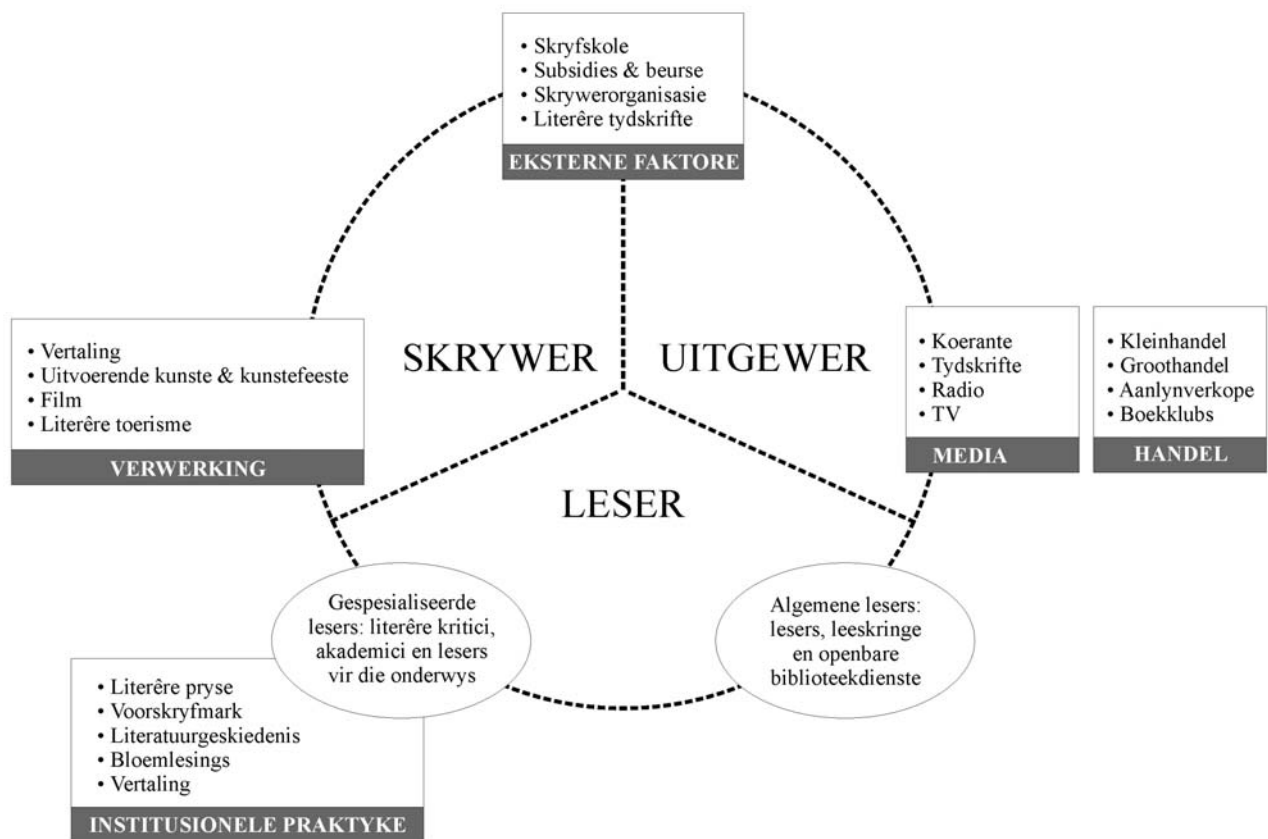 • Skryfskole
• Subsidies & beurse
• Skrywerorganisasie
• Literêre tydskrifte
EKSTERNE FAKTORE
• Vertaling
• Uitvoerende kunste & kunstefeeste
• Film
• Literêre toerisme
VERWERKING
SKRYWER
UITGEWER
• Koerante
• Tydskrifte
• Radio
• TV
MEDIA
• Kleinhandel
• Groothandel
• Aanlynverkope
• Boekklubs
HANDEL
LESER
Gespesialiseerde
lesers: literêre kritici,
akademici en lesers
vir die onderwys
Algemene lesers:
lesers, leeskringe
en openbare
biblioteekdienste
• Literêre pryse
• Voorskryfmark
• Literatuurgeskiedenis
• Bloemlesings
• Vertaling
INSTITUSIONELE PRAKTYKE